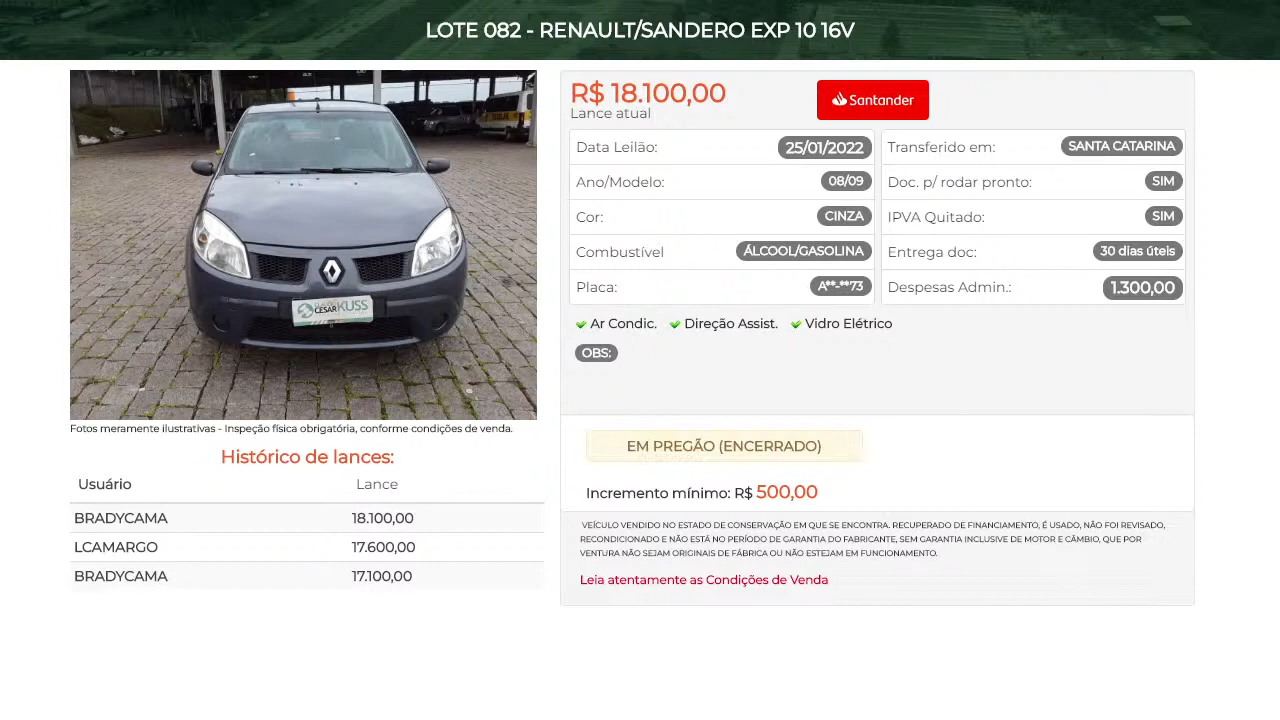 LOTE 082 - RENAULT/SANDERO EXP 10 16V
CESAR KUSS
Fotos meramente ilustrativas - Inspeção física obrigatória, conforme condições de venda.
Histórico de lances:
Usuário Lance
BRADYCAMA 18.100,00
LCAMARGO 17.600,00
BRADYCAMA 17.100,00
R$ 18.100,00
Lance atual
Santander
Data Leilão: 25/01/2022
Ano/Modelo: 08/09
Cor: CINZA
Combustível ÁLCOOL/GASOLINA
Placa: A**-**73
Transferido em: SANTA CATARINA
Doc. p/ rodar pronto: SIM
IPVA Quitado: SIM
Entrega doc: 30 dias úteis
Despesas Admin.: 1.300,00
Ar Condic. Direção Assist. Vidro Elétrico
OBS:
EM PREGÃO (ENCERRADO)
Incremento mínimo: R$ 500,00
VEÍCULO VENDIDO NO ESTADO DE CONSERVAÇÃO EM QUE SE ENCONTRA. RECUPERADO DE FINANCIAMENTO, É USADO, NÃO FOI REVISADO,
RECONDICIONADO E NÃO ESTÁ NO PERÍODO DE GARANTIA DO FABRICANTE, SEM GARANTIA INCLUSIVE DE MOTOR E CÂMBIO, QUE POR
VENTURA NÃO SEJAM ORIGINAIS DE FÁBRICA OU NÃO ESTEJAM EM FUNCIONAMENTO.
Leia atentamente as Condições de Venda